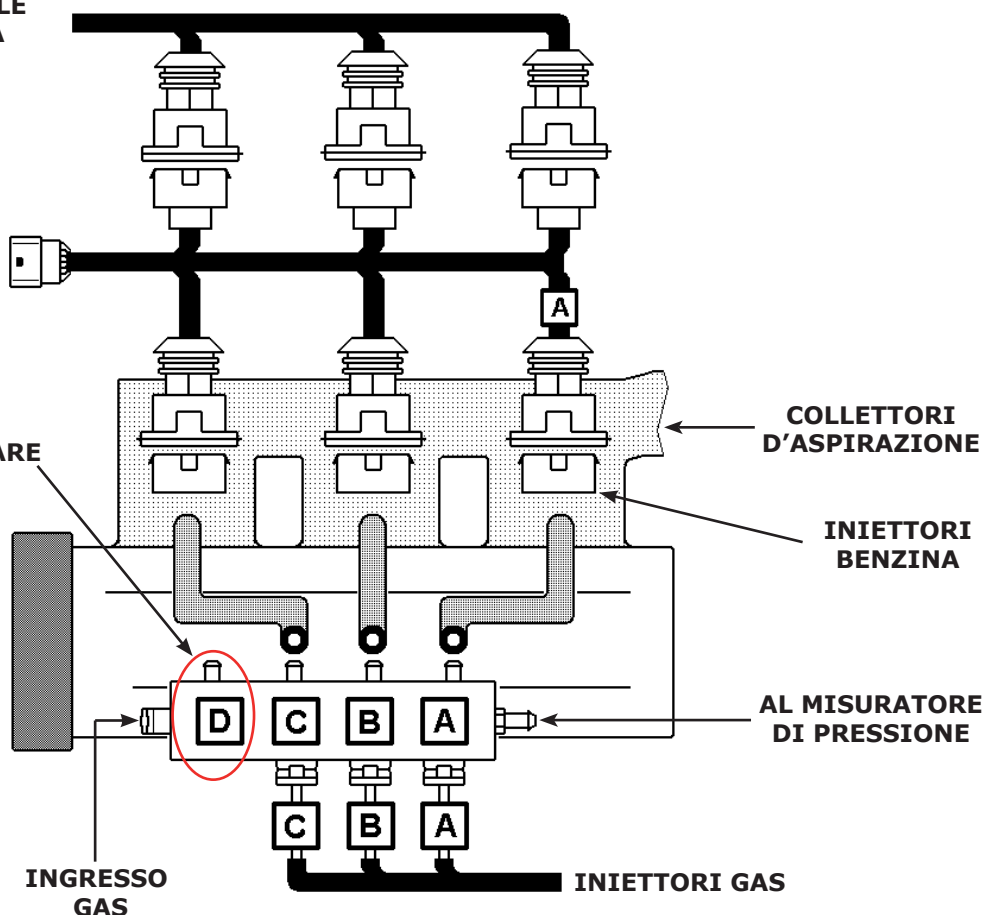 A
COLLETTORI
D'ASPIRAZIONE
INIETTORI
BENZINA
D
C
B
A
AL MISURATORE
DI PRESSIONE
C
B
A
INGRESSO
GAS
INIETTORI GAS